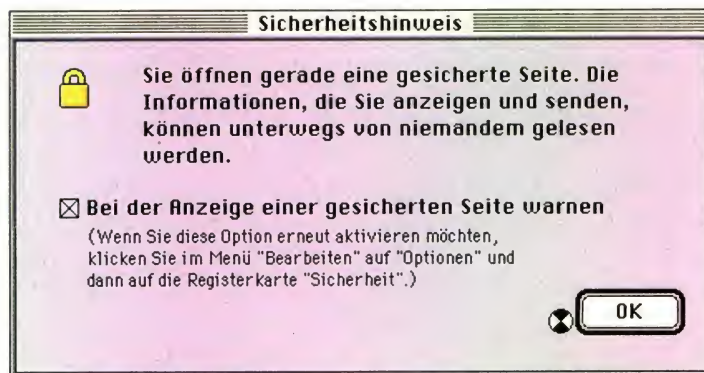 Sicherheitshinweis
Sie öffnen gerade eine gesicherte Seite. Die
Informationen, die Sie anzeigen und senden,
können unterwegs von niemandem gelesen
werden.
Bei der Anzeige einer gesicherten Seite warnen
(Wenn Sie diese Option erneut aktivieren möchten,
klicken Sie im Menü "Bearbeiten" auf "Optionen" und
dann auf die Registerkarte "Sicherheit".)
OK